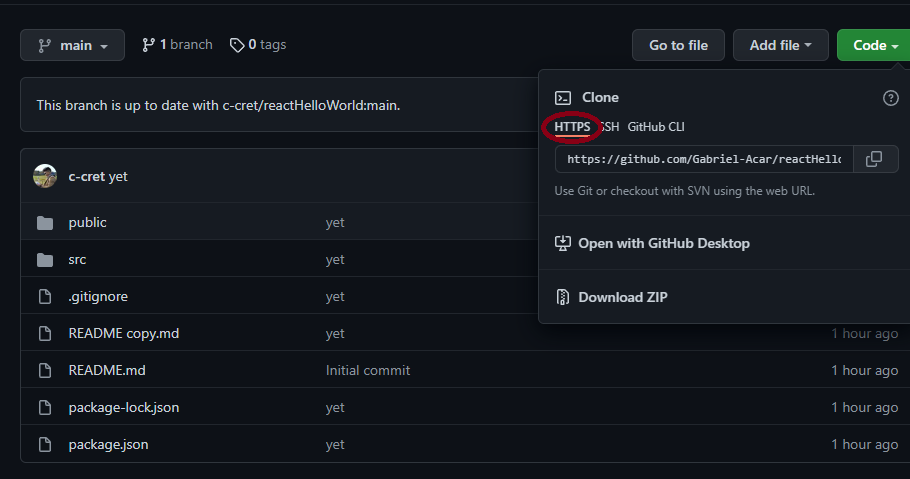 main 1 branch 0 tags Go to file Add file Code
This branch is up to date with c-cret/reactHelloWorld:main.
Clone
HTTPS SSH GitHub CLI
https://github.com/Gabriel-Acar/reactHello
Use Git or checkout with SVN using the web URL.
Open with GitHub Desktop
Download ZIP
c-cret yet
public yet
src yet
.gitignore yet
README copy.md yet 1 hour ago
README.md Initial commit 1 hour ago
package-lock.json yet 1 hour ago
package.json yet 1 hour ago